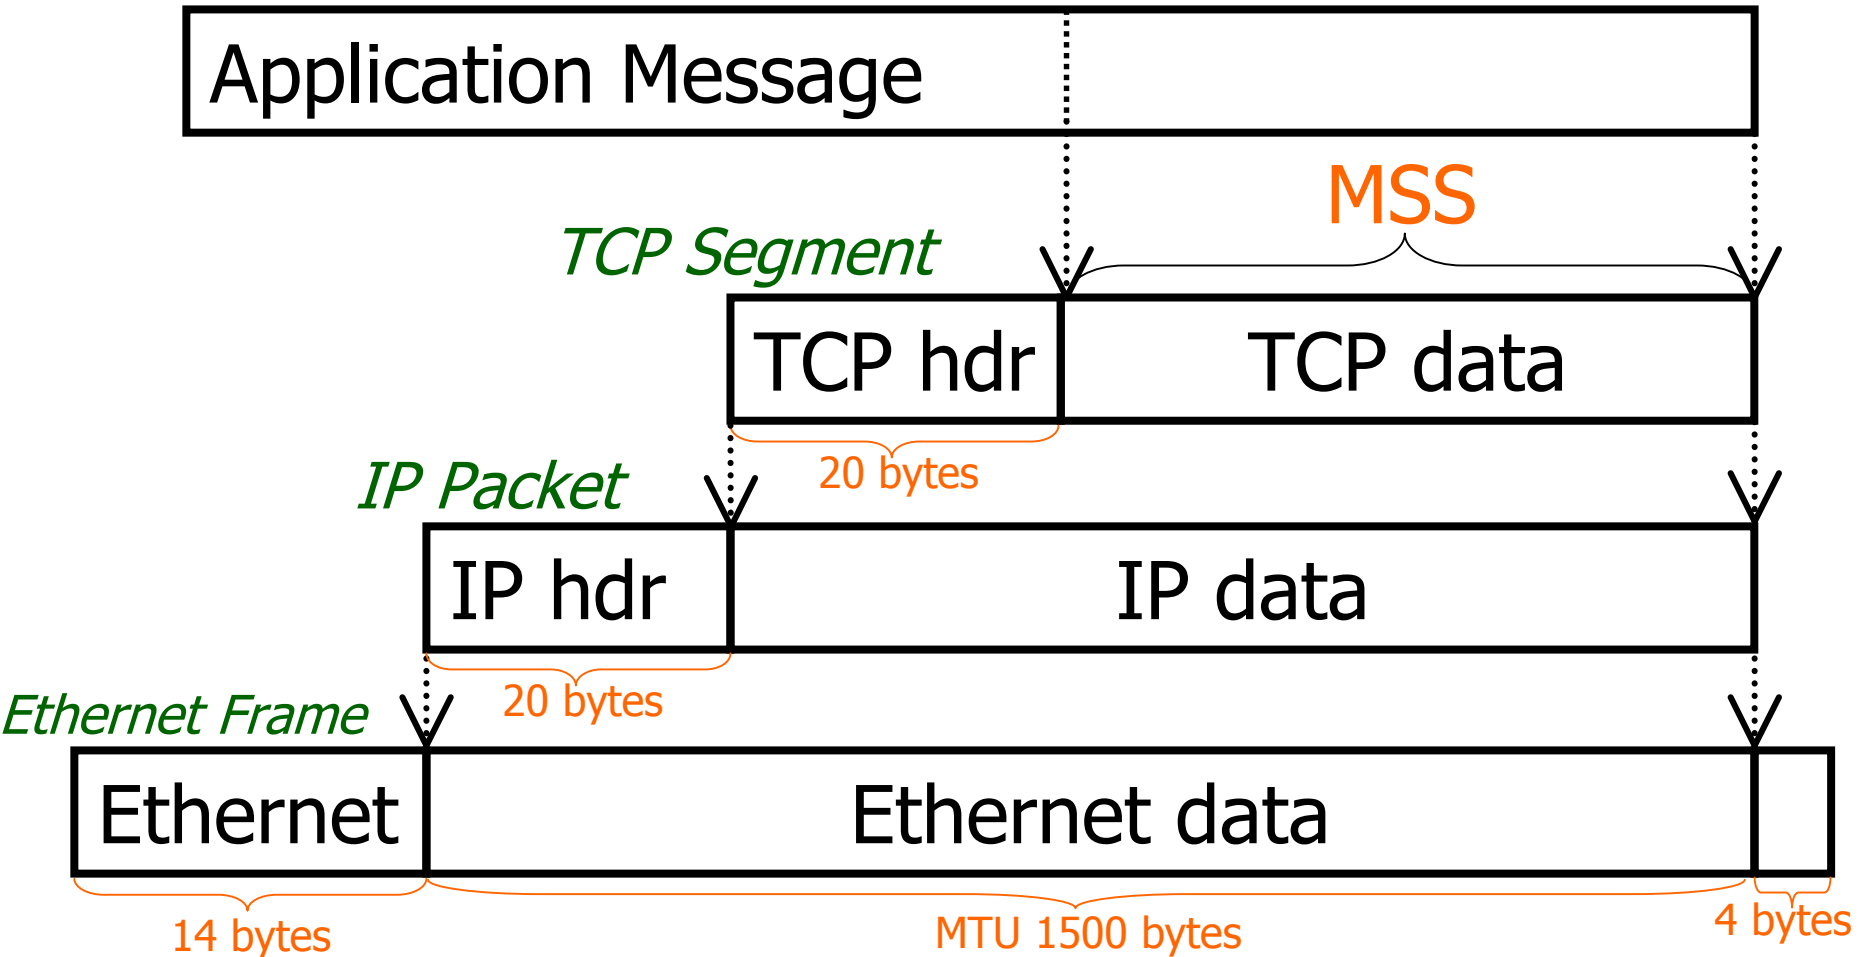 Application Message
MSS
TCP Segment
TCP hdr
TCP data
20 bytes
IP Packet
IP hdr
IP data
20 bytes
Ethernet Frame
Ethernet
Ethernet data
14 bytes
MTU 1500 bytes
4 bytes